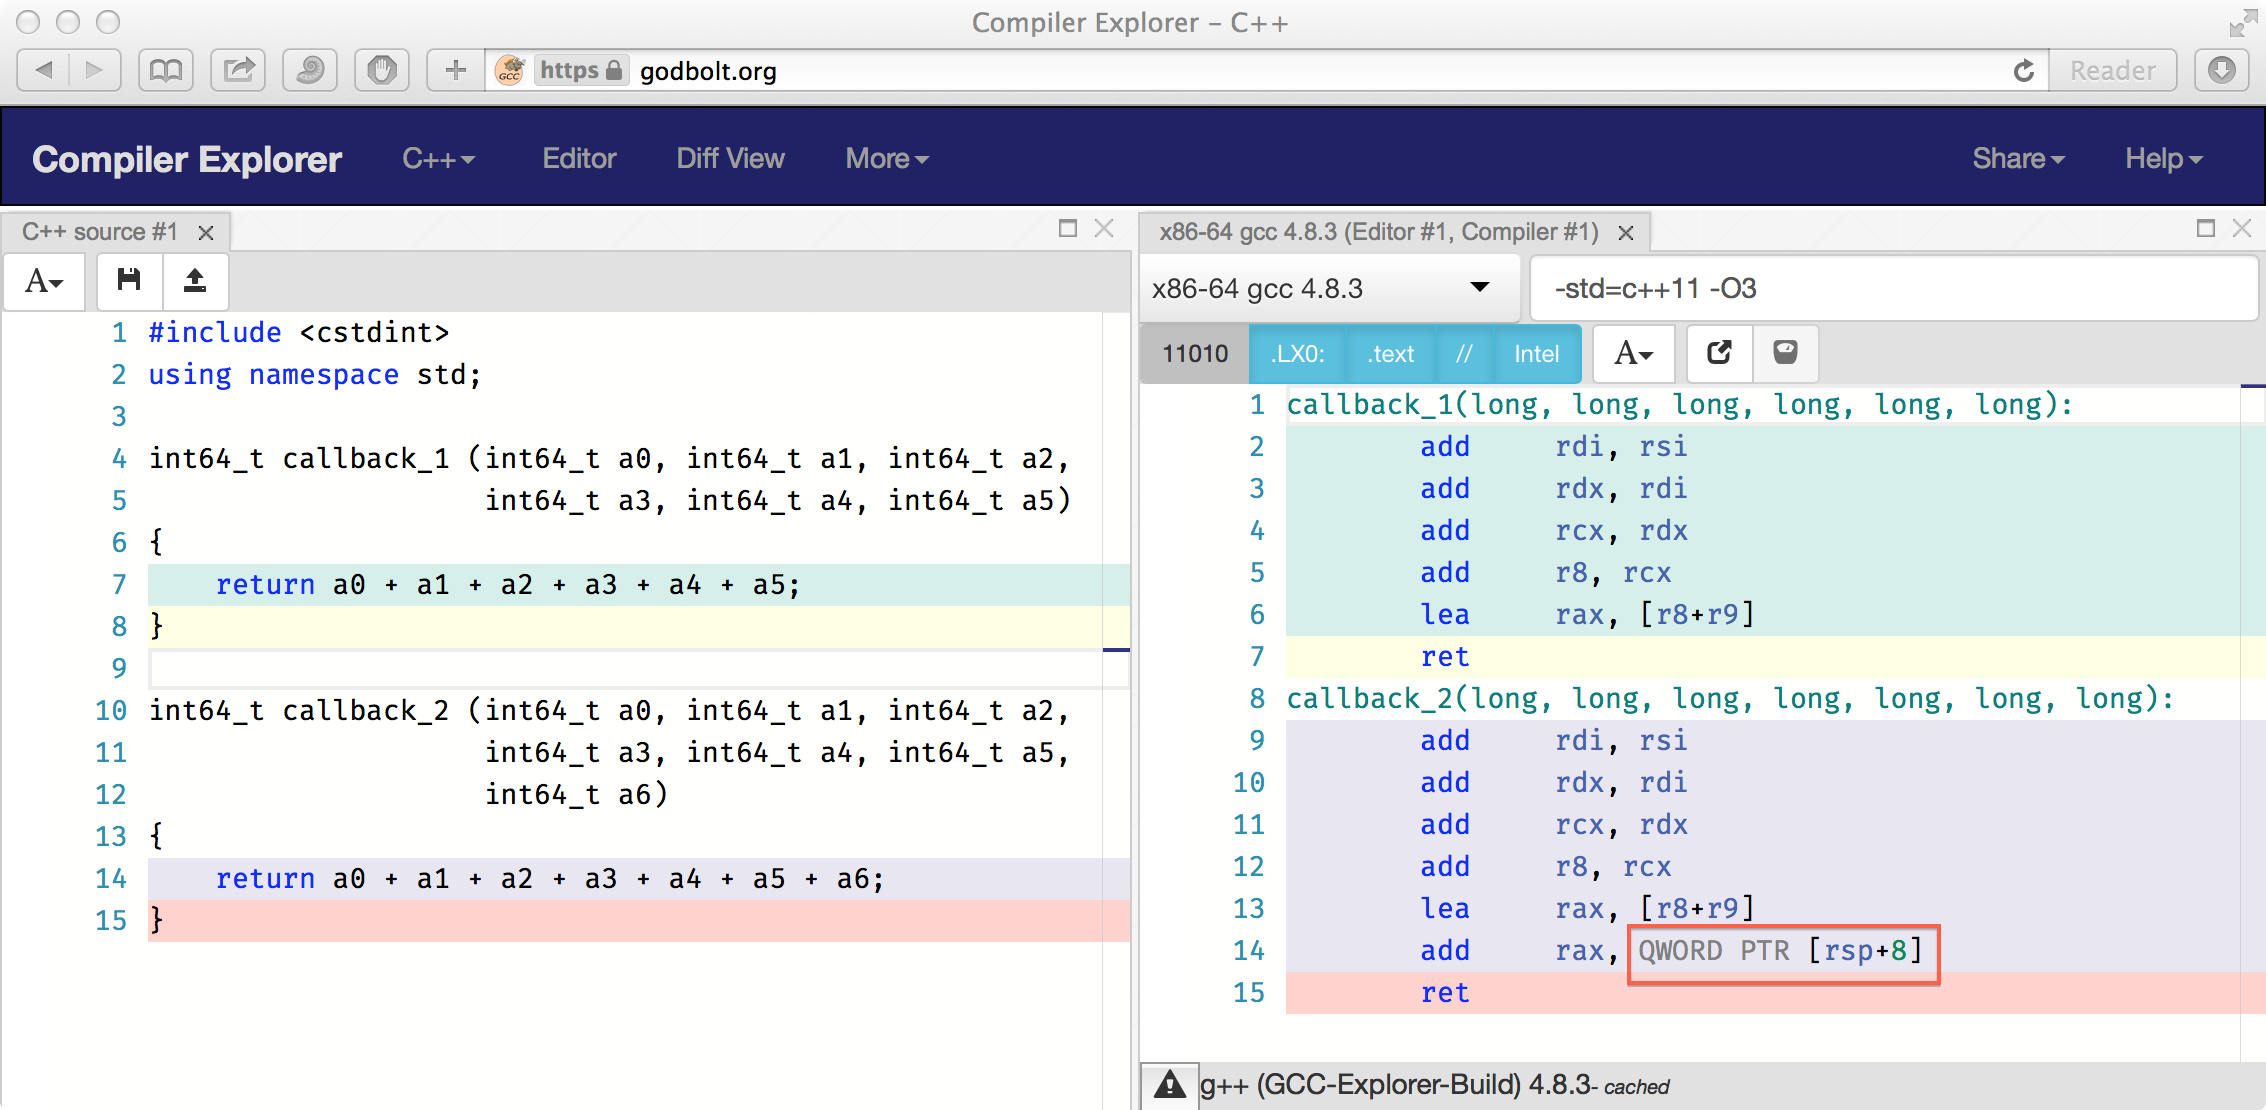 Compiler Explorer – C++
GCC https godbolt.org Reader
Compiler Explorer C++ Editor Diff View More Share Help
C++ source #1
A
1 #include <cstdint>
2 using namespace std;
3
4 int64_t callback_1 (int64_t a0, int64_t a1, int64_t a2,
5 int64_t a3, int64_t a4, int64_t a5)
6 {
7 return a0 + a1 + a2 + a3 + a4 + a5;
8 }
9
10 int64_t callback_2 (int64_t a0, int64_t a1, int64_t a2,
11 int64_t a3, int64_t a4, int64_t a5,
12 int64_t a6)
13 {
14 return a0 + a1 + a2 + a3 + a4 + a5 + a6;
15 }
x86-64 gcc 4.8.3 (Editor #1, Compiler #1)
x86-64 gcc 4.8.3 -std=c++11 -O3
11010 .LX0: .text // Intel A
1 callback_1(long, long, long, long, long, long):
2 add rdi, rsi
3 add rdx, rdi
4 add rcx, rdx
5 add r8, rcx
6 lea rax, [r8+r9]
7 ret
8 callback_2(long, long, long, long, long, long, long):
9 add rdi, rsi
10 add rdx, rdi
11 add rcx, rdx
12 add r8, rcx
13 lea rax, [r8+r9]
14 add rax, QWORD PTR [rsp+8]
15 ret
g++ (GCC-Explorer-Build) 4.8.3- cached